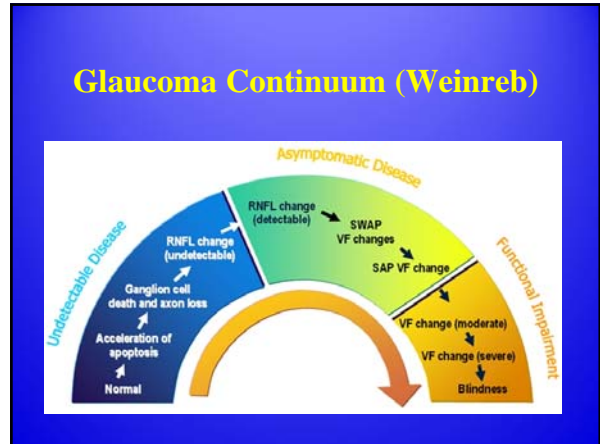 Glaucoma Continuum (Weinreb)
Undetectable Disease
Normal
Acceleration of
apoptosis
Ganglion cell
death and axon loss
RNFL change
(undetectable)
Asymptomatic Disease
RNFL change
(detectable)
SWAP
VF changes
SAP VF change
Functional Impairment
VF change (moderate)
VF change (severe)
Blindness